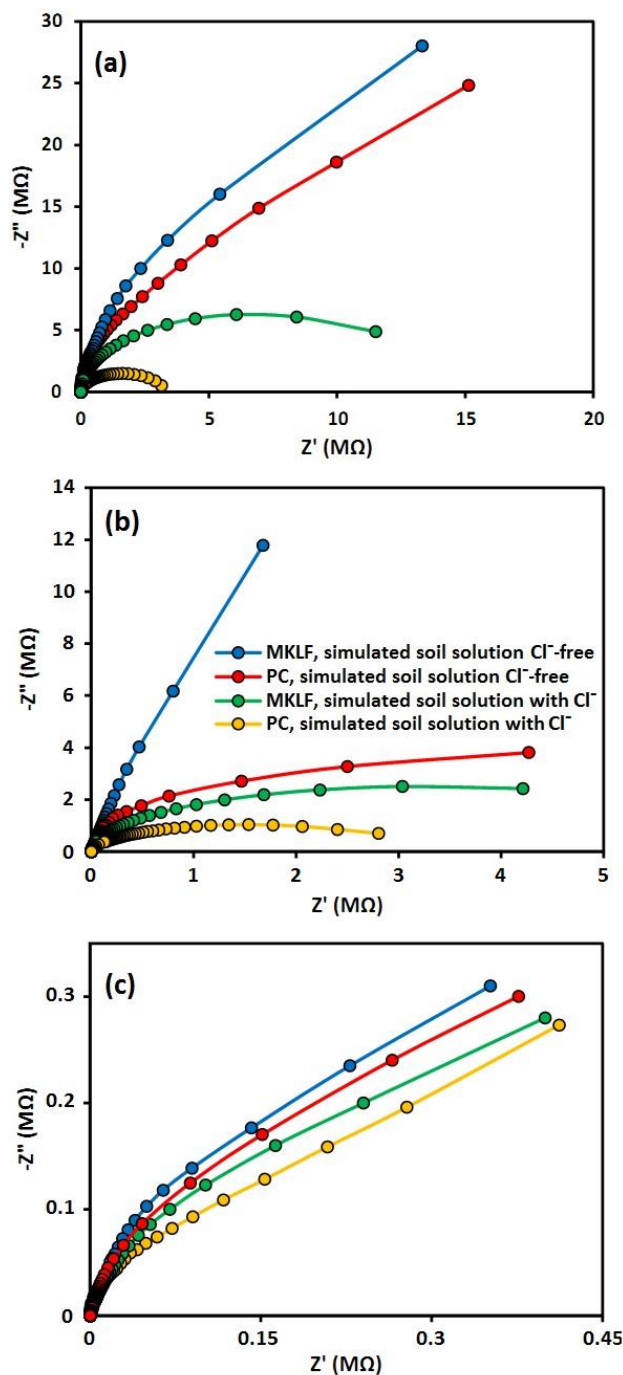 (a)
30
25
20
15
10
5
0
-Z" (MΩ)
0 5 10 15 20
Z' (MΩ)
(b)
14
12
10
8
6
4
2
0
-Z" (MΩ)
MKLF, simulated soil solution Cl⁻-free
PC, simulated soil solution Cl⁻-free
MKLF, simulated soil solution with Cl⁻
PC, simulated soil solution with Cl⁻
0 1 2 3 4 5
Z' (MΩ)
(c)
0.3
0.2
0.1
0
-Z" (MΩ)
0 0.15 0.3 0.45
Z' (MΩ)